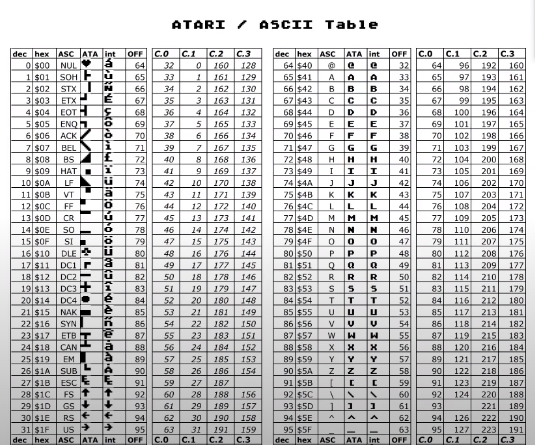 ATARI / ASCII Table
dec hex ASC ATA int OFF C.0 C.1 C.2 C.3 dec hex ASC ATA int OFF C.0 C.1 C.2 C.3
0 $00 NUL ♥ á 64 32 0 160 128 64 $40 @ @ 32 64 96 192 160
1 $01 SOH ù 65 33 1 161 129 65 $41 A A 33 65 97 193 161
2 $02 STX Ñ 66 34 2 162 130 66 $42 B B 34 66 98 194 162
3 $03 ETX É 67 35 3 163 131 67 $43 C C 35 67 99 195 163
4 $04 EOT ç 68 36 4 164 132 68 $44 D D 36 68 100 196 164
5 $05 ENQ ô 69 37 5 165 133 69 $45 E E 37 69 101 197 165
6 $06 ACK ò 70 38 6 166 134 70 $46 F F 38 70 102 198 166
7 $07 BEL ì 71 39 7 167 135 71 $47 G G 39 71 103 199 167
8 $08 BS £ 72 40 8 168 136 72 $48 H H 40 72 104 200 168
9 $09 HAT ï 73 41 9 169 137 73 $49 I I 41 73 105 201 169
10 $0A LF ü 74 42 10 170 138 74 $4A J J 42 74 106 202 170
11 $0B VT ä 75 43 11 171 139 75 $4B K K 43 75 107 203 171
12 $0C FF Ö 76 44 12 172 140 76 $4C L L 44 76 108 204 172
13 $0D CR ú 77 45 13 173 141 77 $4D M M 45 77 109 205 173
14 $0E SO ó 78 46 14 174 142 78 $4E N N 46 78 110 206 174
15 $0F SI ö 79 47 15 175 143 79 $4F O O 47 79 111 207 175
16 $10 DLE ♣ Ü 80 48 16 176 144 80 $50 P P 48 80 112 208 176
17 $11 DC1 â 81 49 17 177 145 81 $51 Q Q 49 81 113 209 177
18 $12 DC2 û 82 50 18 178 146 82 $52 R R 50 82 114 210 178
19 $13 DC3 î 83 51 19 179 147 83 $53 S S 51 83 115 211 179
20 $14 DC4 ● é 84 52 20 180 148 84 $54 T T 52 84 116 212 180
21 $15 NAK è 85 53 21 181 149 85 $55 U U 53 85 117 213 181
22 $16 SYN ñ 86 54 22 182 150 86 $56 V V 54 86 118 214 182
23 $17 ETB ê 87 55 23 183 151 87 $57 W W 55 87 119 215 183
24 $18 CAN å 88 56 24 184 152 88 $58 X X 56 88 120 216 184
25 $19 EM à 89 57 25 185 153 89 $59 Y Y 57 89 121 217 185
26 $1A SUB Å 90 58 26 186 154 90 $5A Z Z 58 90 122 218 186
27 $1B ESC 91 59 27 187 91 $5B [ [ 59 91 123 219 187
28 $1C FS ↑ ↑ 92 60 28 188 156 92 $5C \ \ 60 92 124 220 188
29 $1D GS ↓ ↓ 93 61 29 189 157 93 $5D ] ] 61 93 221 189
30 $1E RS ← ← 94 62 30 190 158 94 $5E ^ ^ 62 94 126 222 190
31 $1F US → → 95 63 31 191 159 95 $5F _ _ 63 95 127 223 191
dec hex ASC ATA int OFF C.0 C.1 C.2 C.3 dec hex ASC ATA int OFF C.0 C.1 C.2 C.3